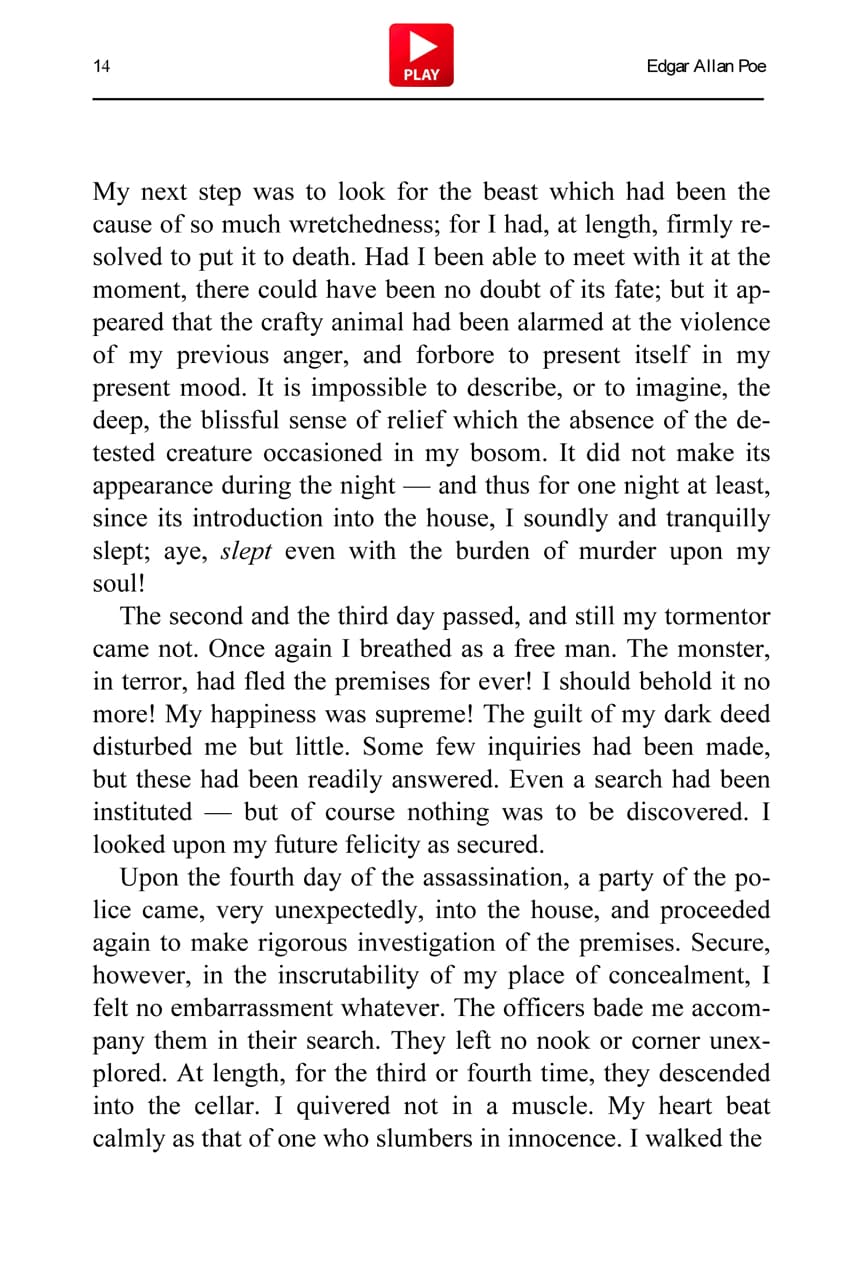 14
PLAY
Edgar Allan Poe
My next step was to look for the beast which had been the
cause of so much wretchedness; for I had, at length, firmly re-
solved to put it to death. Had I been able to meet with it at the
moment, there could have been no doubt of its fate; but it ap-
peared that the crafty animal had been alarmed at the violence
of my previous anger, and forbore to present itself in my
present mood. It is impossible to describe, or to imagine, the
deep, the blissful sense of relief which the absence of the de-
tested creature occasioned in my bosom. It did not make its
appearance during the night — and thus for one night at least,
since its introduction into the house, I soundly and tranquilly
slept; aye, slept even with the burden of murder upon my
soul!
The second and the third day passed, and still my tormentor
came not. Once again I breathed as a free man. The monster,
in terror, had fled the premises for ever! I should behold it no
more! My happiness was supreme! The guilt of my dark deed
disturbed me but little. Some few inquiries had been made,
but these had been readily answered. Even a search had been
instituted — but of course nothing was to be discovered. I
looked upon my future felicity as secured.
Upon the fourth day of the assassination, a party of the po-
lice came, very unexpectedly, into the house, and proceeded
again to make rigorous investigation of the premises. Secure,
however, in the inscrutability of my place of concealment, I
felt no embarrassment whatever. The officers bade me accom-
pany them in their search. They left no nook or corner unex-
plored. At length, for the third or fourth time, they descended
into the cellar. I quivered not in a muscle. My heart beat
calmly as that of one who slumbers in innocence. I walked the